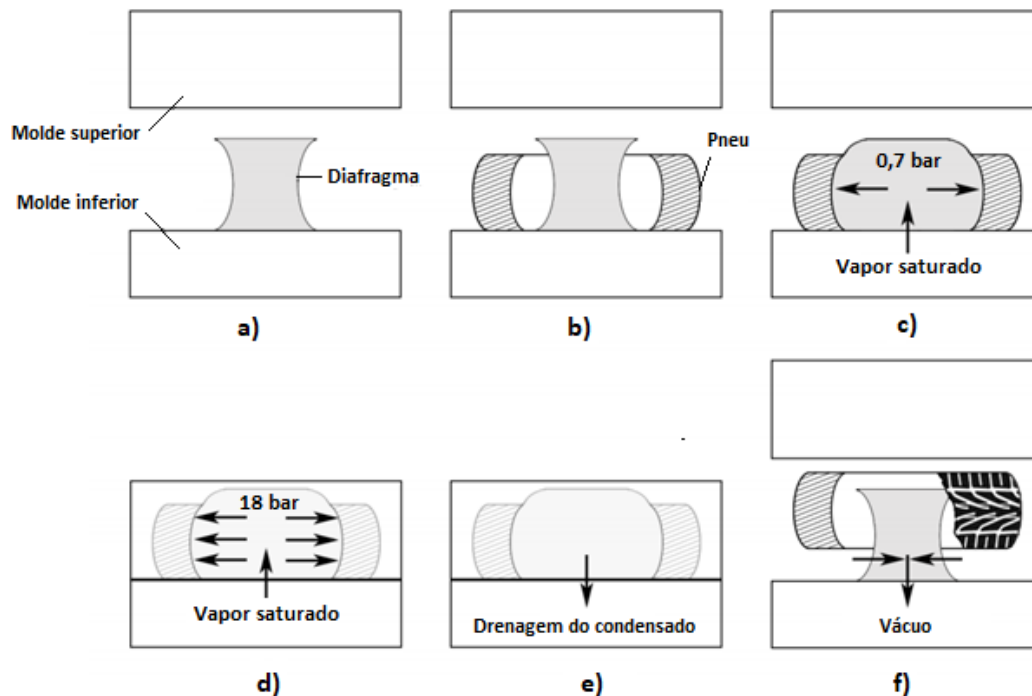 Molde superior
Diafragma
Molde inferior
a)
Pneu
b)
0,7 bar
Vapor saturado
c)
18 bar
Vapor saturado
d)
Drenagem do condensado
e)
Vácuo
f)